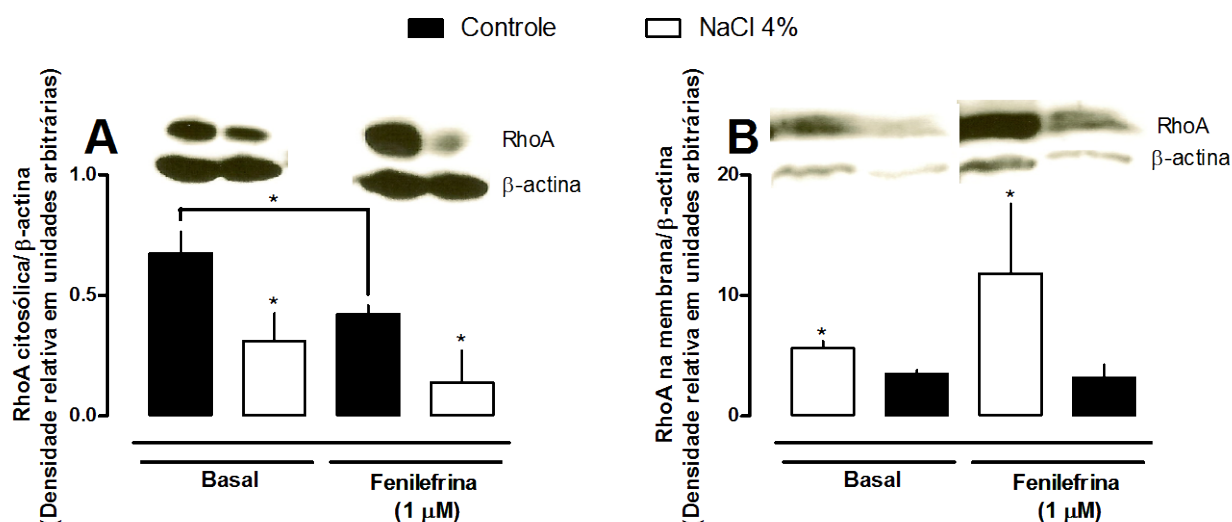 Controle
NaCl 4%
A
RhoA
β-actina
RhoA citosólica/β-actina
(Densidade relativa em unidades arbitrárias)
1.0
0.5
0.0
*
*
*
Basal
Fenilefrina
(1 μM)
B
RhoA
β-actina
RhoA na membrana/β-actina
(Densidade relativa em unidades arbitrárias)
20
10
0
*
*
Basal
Fenilefrina
(1 μM)